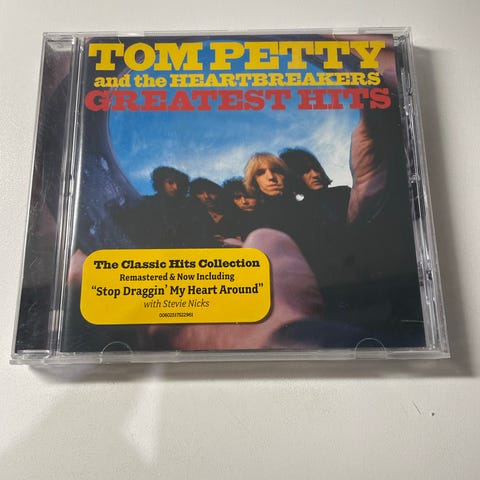 TOM PETTY
and the HEARTBREAKERS
GREATEST HITS
The Classic Hits Collection
Remastered & Now Including
“Stop Draggin’ My Heart Around”
with Stevie Nicks
00602517522961